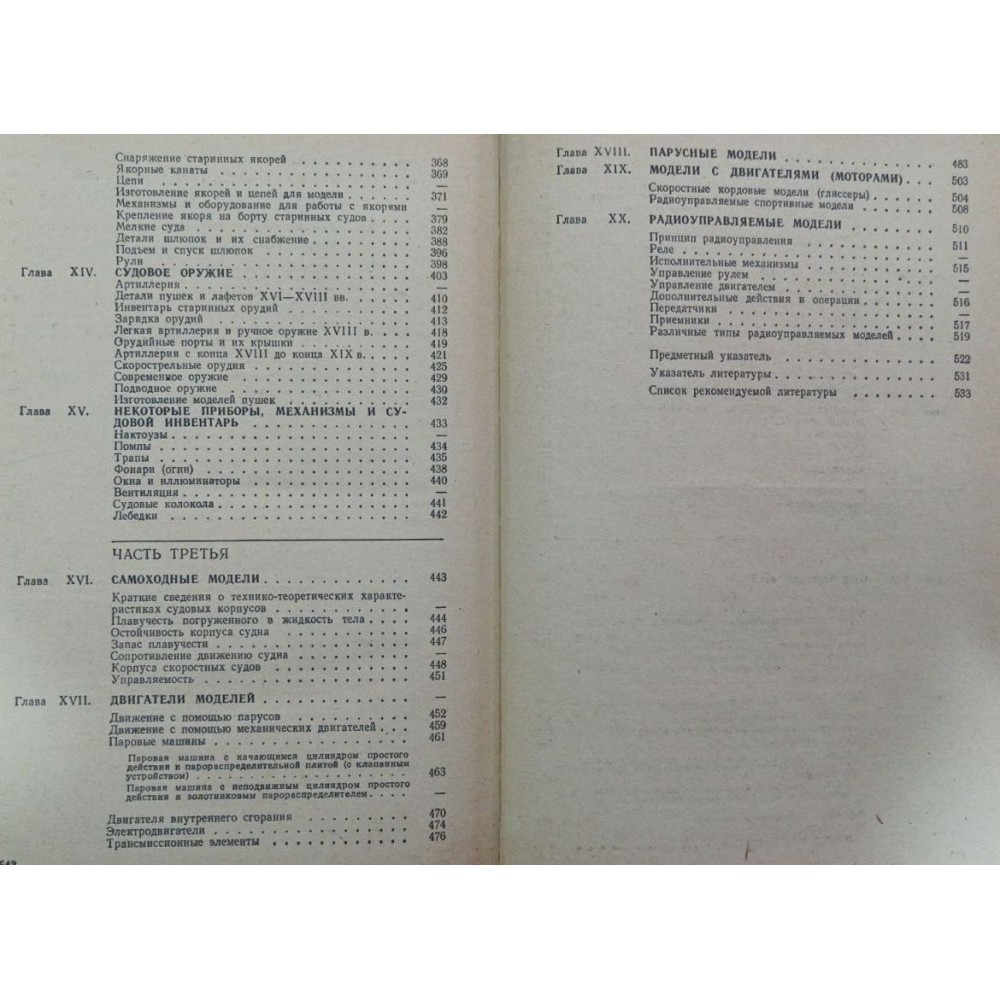 Снаряжение старинных якорей . . . . . . . . . . 368
Якорные канаты . . . . . . . . . . 369
Цепи . . . . . . . . . . —
Изготовление якорей и цепей для модели . . . . . 371
Механизмы и оборудование для работы с якорями —
Крепление якоря на борту старинных судов . . . . 379
Мелкие суда . . . . . . . . . . 382
Детали шлюпок и их снабжение . . . . . . . . 388
Подъем и спуск шлюпок . . . . . . . . . . 396
Рули . . . . . . . . . . 398
Глава XIV. СУДОВОЕ ОРУЖИЕ . . . . . . . . . . 403
Артиллерия . . . . . . . . . . —
Детали пушек и лафетов XVI—XVIII вв. . . . . . 410
Инвентарь старинных орудий . . . . . . . . 412
Зарядка орудий . . . . . . . . . . 413
Легкая артиллерия и ручное оружие XVIII в. . . . 418
Орудийные порты и их крышки . . . . . . . . 419
Артиллерия с конца XVIII до конца XIX в. . . . . 421
Скорострельные орудия . . . . . . . . . . 425
Современное оружие . . . . . . . . . . 429
Подводное оружие . . . . . . . . . . 430
Изготовление моделей пушек . . . . . . . . 432
Глава XV. НЕКОТОРЫЕ ПРИБОРЫ, МЕХАНИЗМЫ И СУ-
ДОВОЙ ИНВЕНТАРЬ . . . . . . . . . . 433
Нактоузы . . . . . . . . . . —
Помпы . . . . . . . . . . 434
Трапы . . . . . . . . . . 435
Фонари (огни) . . . . . . . . . . 438
Окна и иллюминаторы . . . . . . . . . . 440
Вентиляция . . . . . . . . . . —
Судовые колокола . . . . . . . . . . 441
Лебедки . . . . . . . . . . 442
ЧАСТЬ ТРЕТЬЯ
Глава XVI. САМОХОДНЫЕ МОДЕЛИ . . . . . . . . . . 443
Краткие сведения о технико-теоретических характе-
ристиках судовых корпусов . . . . . . . . . . —
Плавучесть погруженного в жидкость тела . . . . 444
Остойчивость корпуса судна . . . . . . . . 446
Запас плавучести . . . . . . . . . . 447
Сопротивление движению судна . . . . . . . . —
Корпуса скоростных судов . . . . . . . . . . 448
Управляемость . . . . . . . . . . 451
Глава XVII. ДВИГАТЕЛИ МОДЕЛЕЙ . . . . . . . . . . —
Движение с помощью парусов . . . . . . . . 452
Движение с помощью механических двигателей . . . 459
Паровые машины . . . . . . . . . . 461
Паровая машина с качающимся цилиндром простого
действия и парораспределительной плитой (с клапанным
устройством) . . . . . . . . . . 463
Паровая машина с неподвижным цилиндром простого
действия и золотниковым парораспределителем . . . . —
Двигателя внутреннего сгорания . . . . . . . . 470
Электродвигатели . . . . . . . . . . 474
Трансмиссионные элементы . . . . . . . . . . 476
Глава XVIII. ПАРУСНЫЕ МОДЕЛИ . . . . . . . . . . 483
Глава XIX. МОДЕЛИ С ДВИГАТЕЛЯМИ (МОТОРАМИ) . . . 503
Скоростные кордовые модели (глиссеры) . . . . . 504
Радиоуправляемые спортивные модели . . . . . . 508
Глава XX. РАДИОУПРАВЛЯЕМЫЕ МОДЕЛИ . . . . . . . . 510
Принцип радиоуправления . . . . . . . . . . 511
Реле . . . . . . . . . . —
Исполнительные механизмы . . . . . . . . 515
Управление рулем . . . . . . . . . . —
Управление двигателем . . . . . . . . . . —
Дополнительные действия и операции . . . . . . 516
Передатчики . . . . . . . . . . —
Приемники . . . . . . . . . . 517
Различные типы радиоуправляемых моделей . . . . 519
Предметный указатель . . . . . . . . . . 522
Указатель литературы . . . . . . . . . . 531
Список рекомендуемой литературы . . . . . . . 533